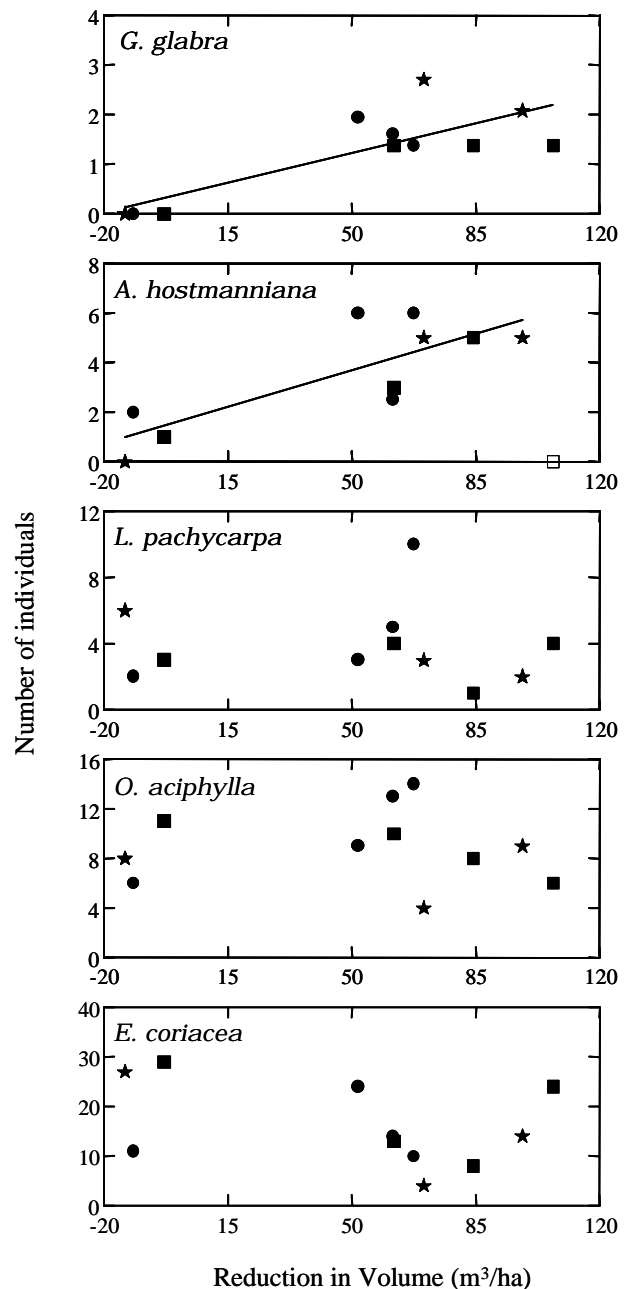 4
G. glabra
3
2
1
0
-20 15 50 85 120
8
A. hostmanniana
6
4
2
0
-20 15 50 85 120
12
L. pachycarpa
8
4
0
-20 15 50 85 120
16
O. aciphylla
12
8
4
0
-20 15 50 85 120
40
E. coriacea
30
20
10
0
-20 15 50 85 120
Number of individuals
Reduction in Volume (m³/ha)